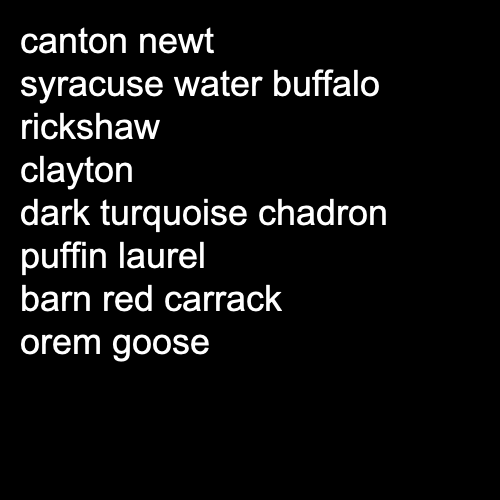 canton newt
syracuse water buffalo
rickshaw
clayton
dark turquoise chadron
puffin laurel
barn red carrack
orem goose